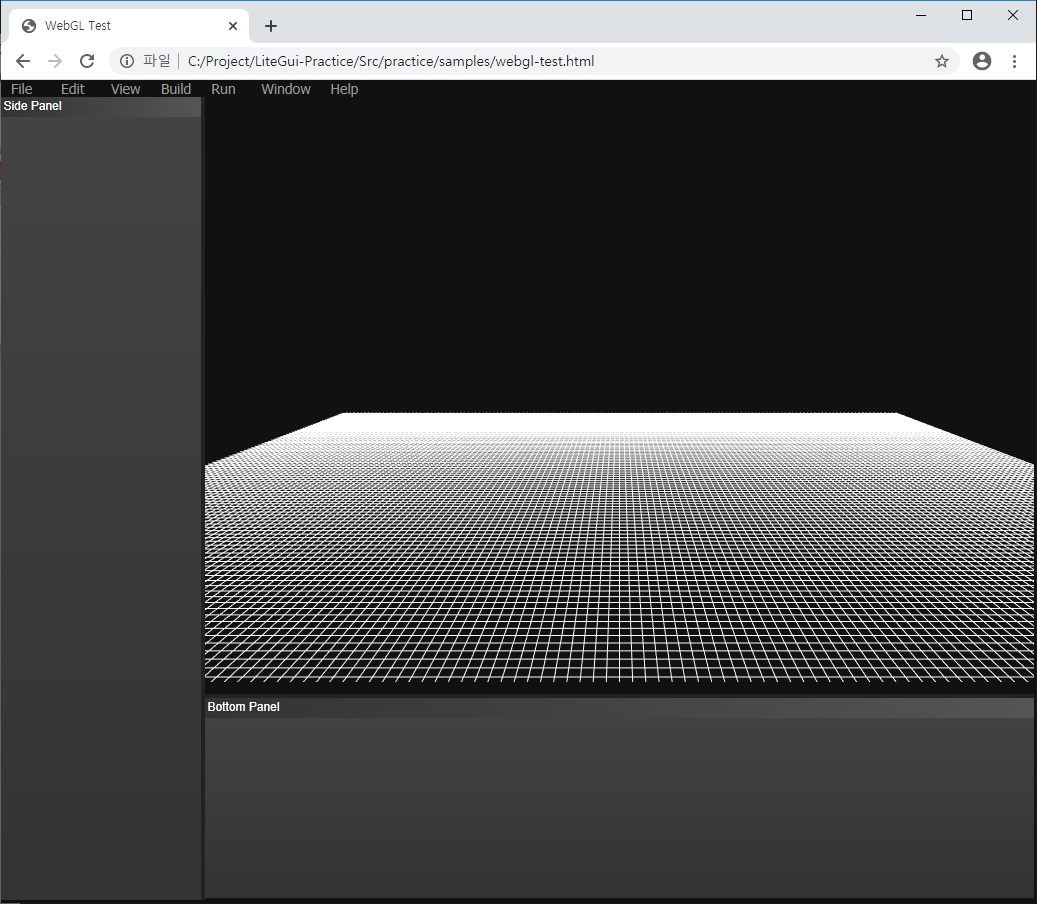 WebGL Test
파일 C:/Project/LiteGui-Practice/Src/practice/samples/webgl-test.html
File Edit View Build Run Window Help
Side Panel
Bottom Panel